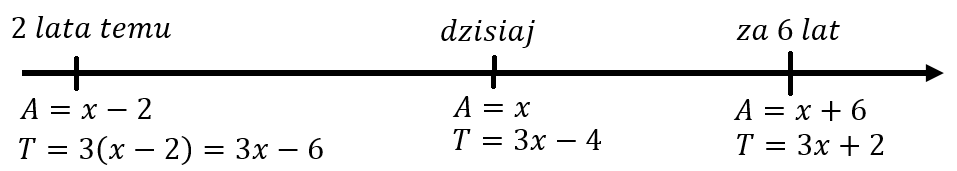 2 lata temu
dzisiaj
za 6 lat
A = x − 2
A = x
A = x + 6
T = 3(x − 2) = 3x − 6
T = 3x − 4
T = 3x + 2